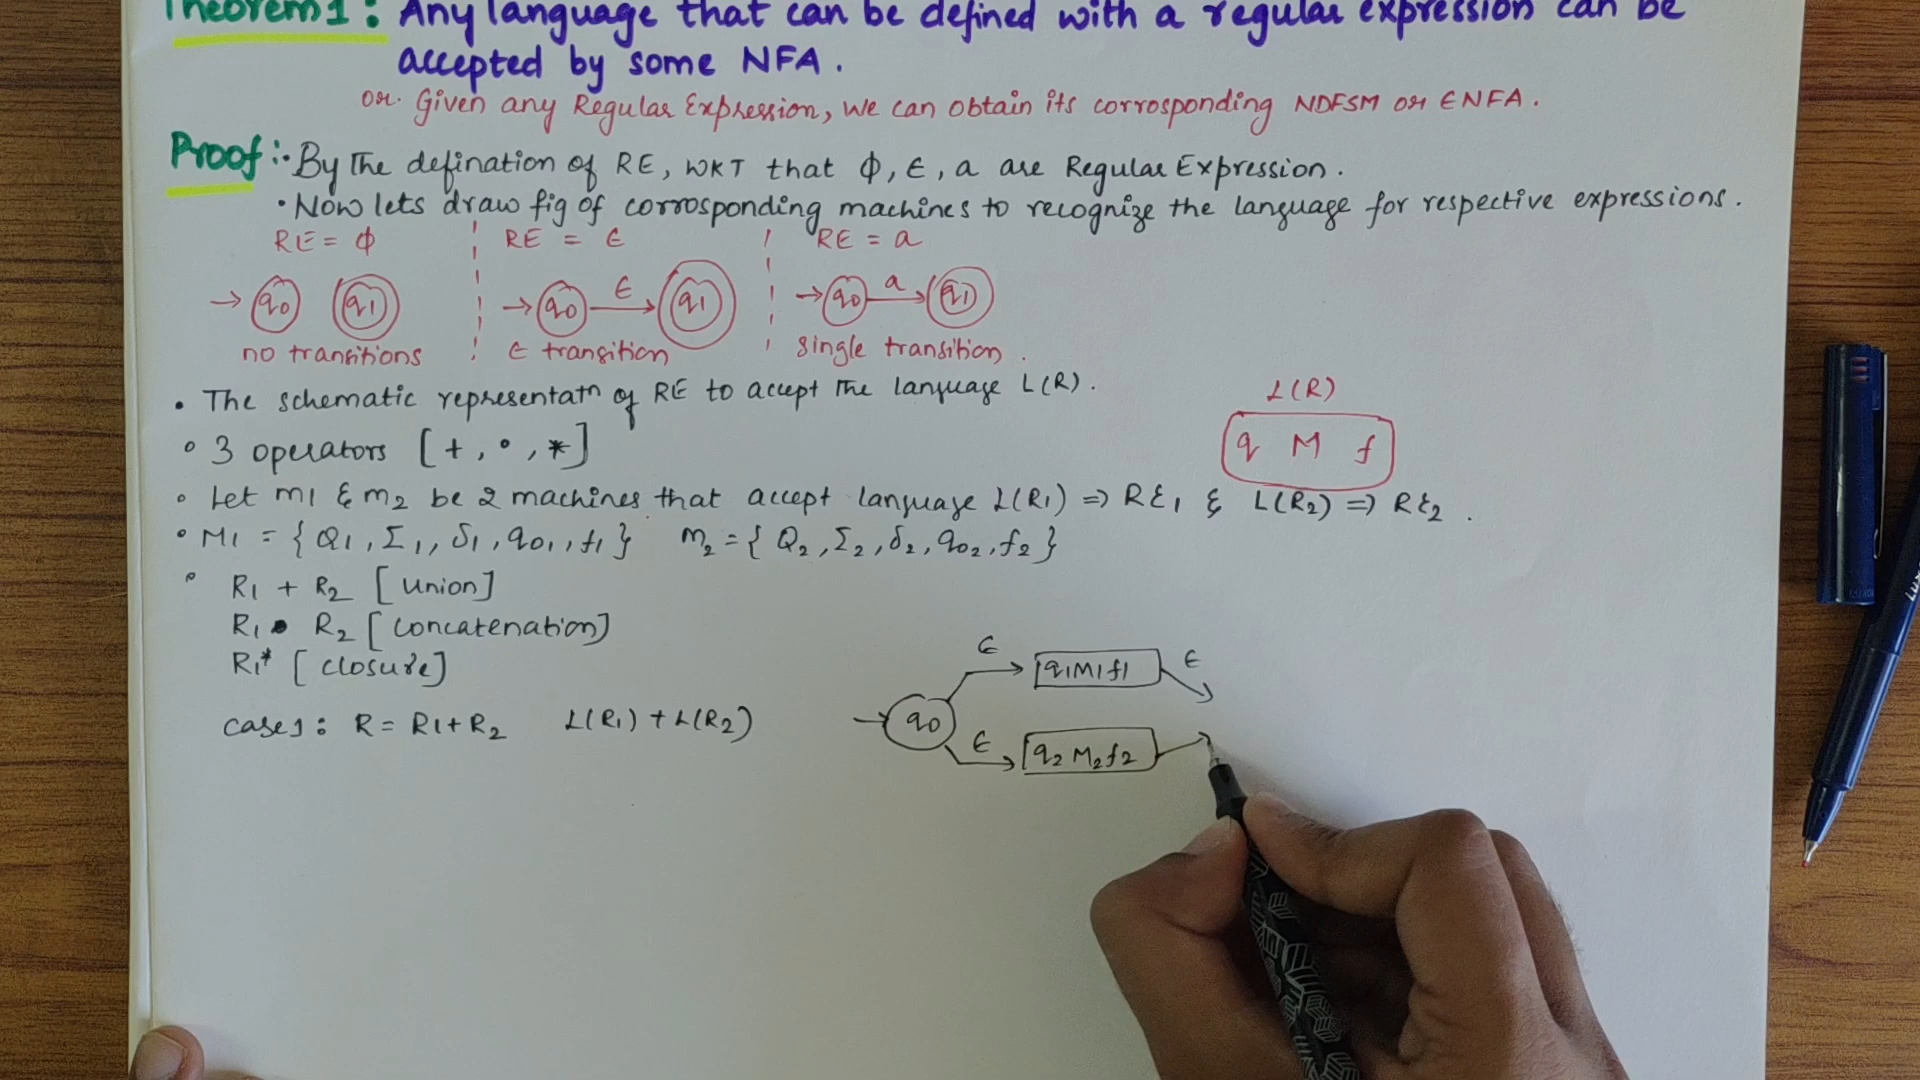 Theorem 1: Any language that can be defined with a regular expression can be
accepted by some NFA.
or. Given any Regular Expression, we can obtain its corrosponding NDFSM or ENFA.
Proof:- • By The defination of RE, WKT that ϕ, ϵ, a are Regular Expression.
• Now lets draw fig of corrosponding machines to recognize the language for respective expressions.
RE = ϕ RE = ϵ RE = a
q0 q1 q0 ϵ q1 q0 a q1
no transitions ϵ transition single transition.
• The schematic representatn of RE to accept The language L(R).
L(R)
q M f
• 3 operators [+, •, *]
• Let m1 & m2 be 2 machines that accept language L(R1) => RE1 & L(R2) => RE2.
• M1 = {Q1, Σ1, δ1, q01, f1} m2 = {Q2, Σ2, δ2, q02, f2}
• R1 + R2 [Union]
R1 • R2 [concatenation]
R1* [closure]
case1: R = R1+R2 L(R1) + L(R2)
ϵ q1M1f1 ϵ
q0
ϵ q2 M2f2